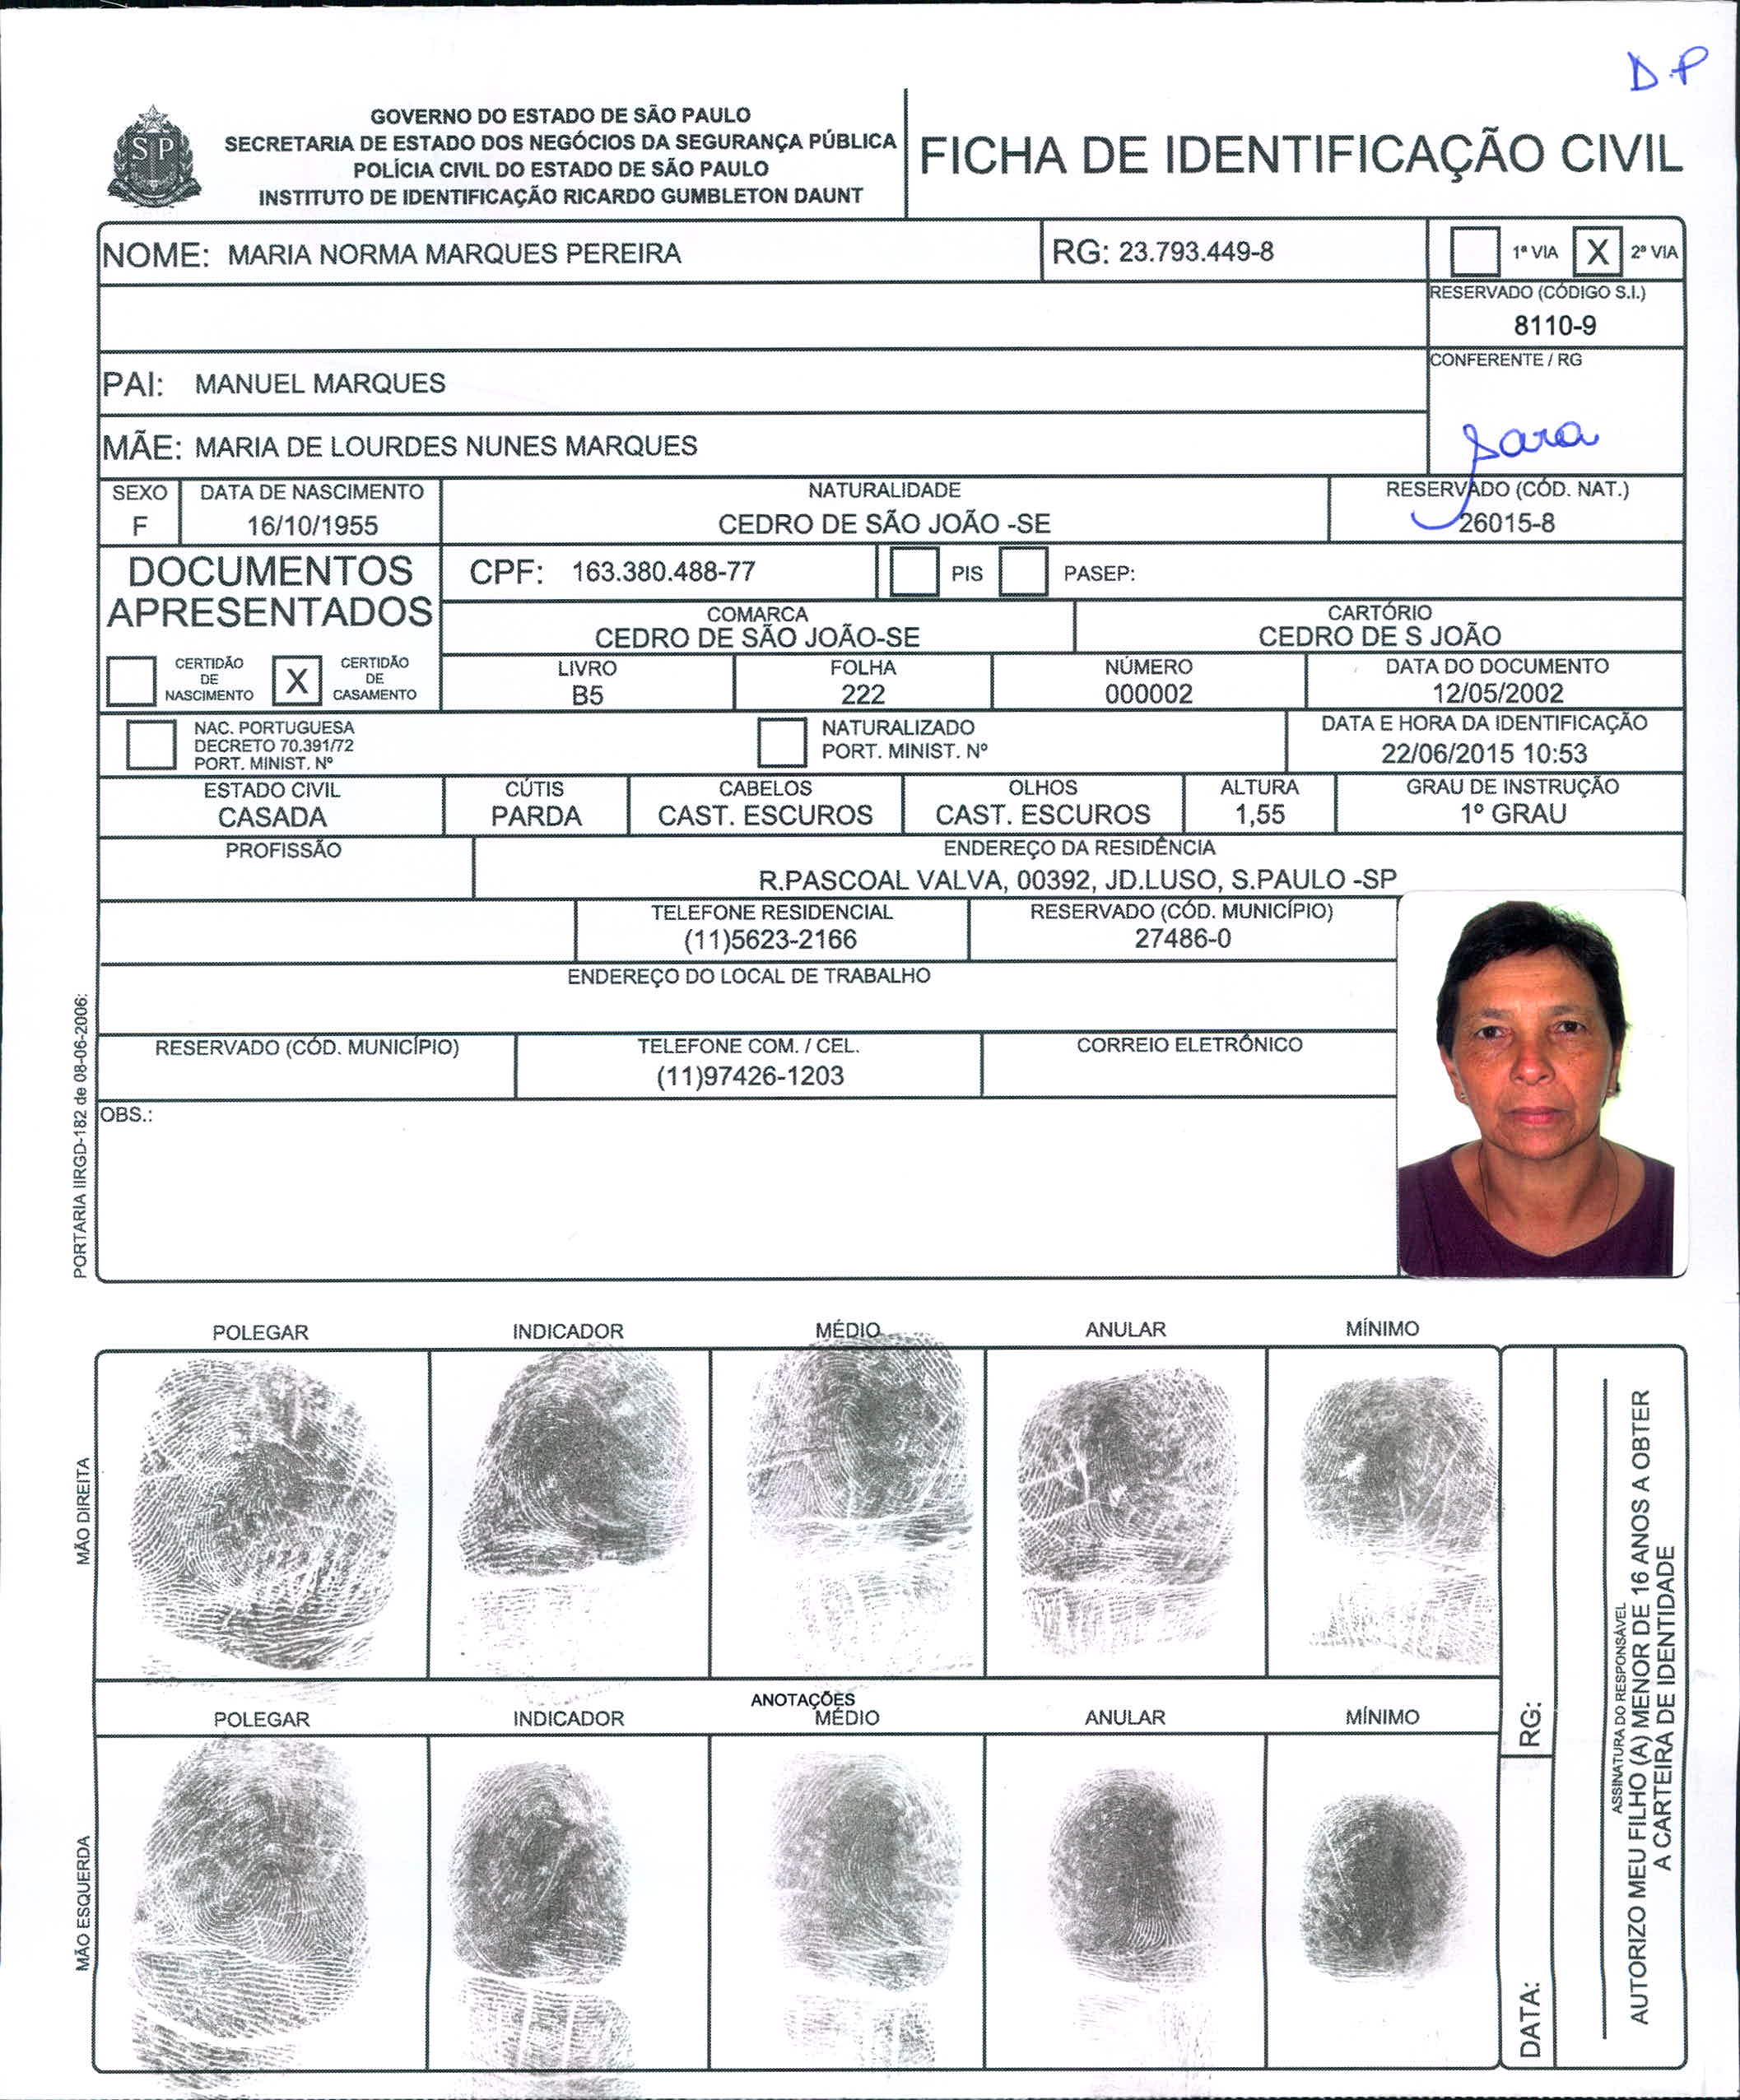 D.P
GOVERNO DO ESTADO DE SÃO PAULO
SECRETARIA DE ESTADO DOS NEGÓCIOS DA SEGURANÇA PÚBLICA
POLÍCIA CIVIL DO ESTADO DE SÃO PAULO
INSTITUTO DE IDENTIFICAÇÃO RICARDO GUMBLETON DAUNT
FICHA DE IDENTIFICAÇÃO CIVIL
SP
NOME: MARIA NORMA MARQUES PEREIRA
RG: 23.793.449-8
1ª VIA X 2ª VIA
RESERVADO (CÓDIGO S.I.)
8110-9
PAI: MANUEL MARQUES
CONFERENTE / RG
Sara
MÃE: MARIA DE LOURDES NUNES MARQUES
SEXO
F
DATA DE NASCIMENTO
16/10/1955
NATURALIDADE
CEDRO DE SÃO JOÃO -SE
RESERVADO (CÓD. NAT.)
26015-8
DOCUMENTOS
APRESENTADOS
CERTIDÃO
DE
NASCIMENTO
X
CERTIDÃO
DE
CASAMENTO
CPF: 163.380.488-77
PIS
PASEP:
COMARCA
CEDRO DE SÃO JOÃO-SE
CARTÓRIO
CEDRO DE S JOÃO
LIVRO
B5
FOLHA
222
NÚMERO
000002
DATA DO DOCUMENTO
12/05/2002
NAC. PORTUGUESA
DECRETO 70.391/72
PORT. MINIST. Nº
NATURALIZADO
PORT. MINIST. Nº
DATA E HORA DA IDENTIFICAÇÃO
22/06/2015 10:53
ESTADO CIVIL
CASADA
CÚTIS
PARDA
CABELOS
CAST. ESCUROS
OLHOS
CAST. ESCUROS
ALTURA
1,55
GRAU DE INSTRUÇÃO
1º GRAU
PROFISSÃO
ENDEREÇO DA RESIDÊNCIA
R.PASCOAL VALVA, 00392, JD.LUSO, S.PAULO -SP
TELEFONE RESIDENCIAL
(11)5623-2166
RESERVADO (CÓD. MUNICÍPIO)
27486-0
ENDEREÇO DO LOCAL DE TRABALHO
RESERVADO (CÓD. MUNICÍPIO)
TELEFONE COM. / CEL.
(11)97426-1203
CORREIO ELETRÔNICO
OBS.:
PORTARIA IIRGD-182 de 08-06-2006:
POLEGAR INDICADOR MÉDIO ANULAR MÍNIMO
MÃO DIREITA
ANOTAÇÕES
POLEGAR INDICADOR MÉDIO ANULAR MÍNIMO
MÃO ESQUERDA
RG:
DATA:
ASSINATURA DO RESPONSÁVEL
AUTORIZO MEU FILHO (A) MENOR DE 16 ANOS A OBTER
A CARTEIRA DE IDENTIDADE